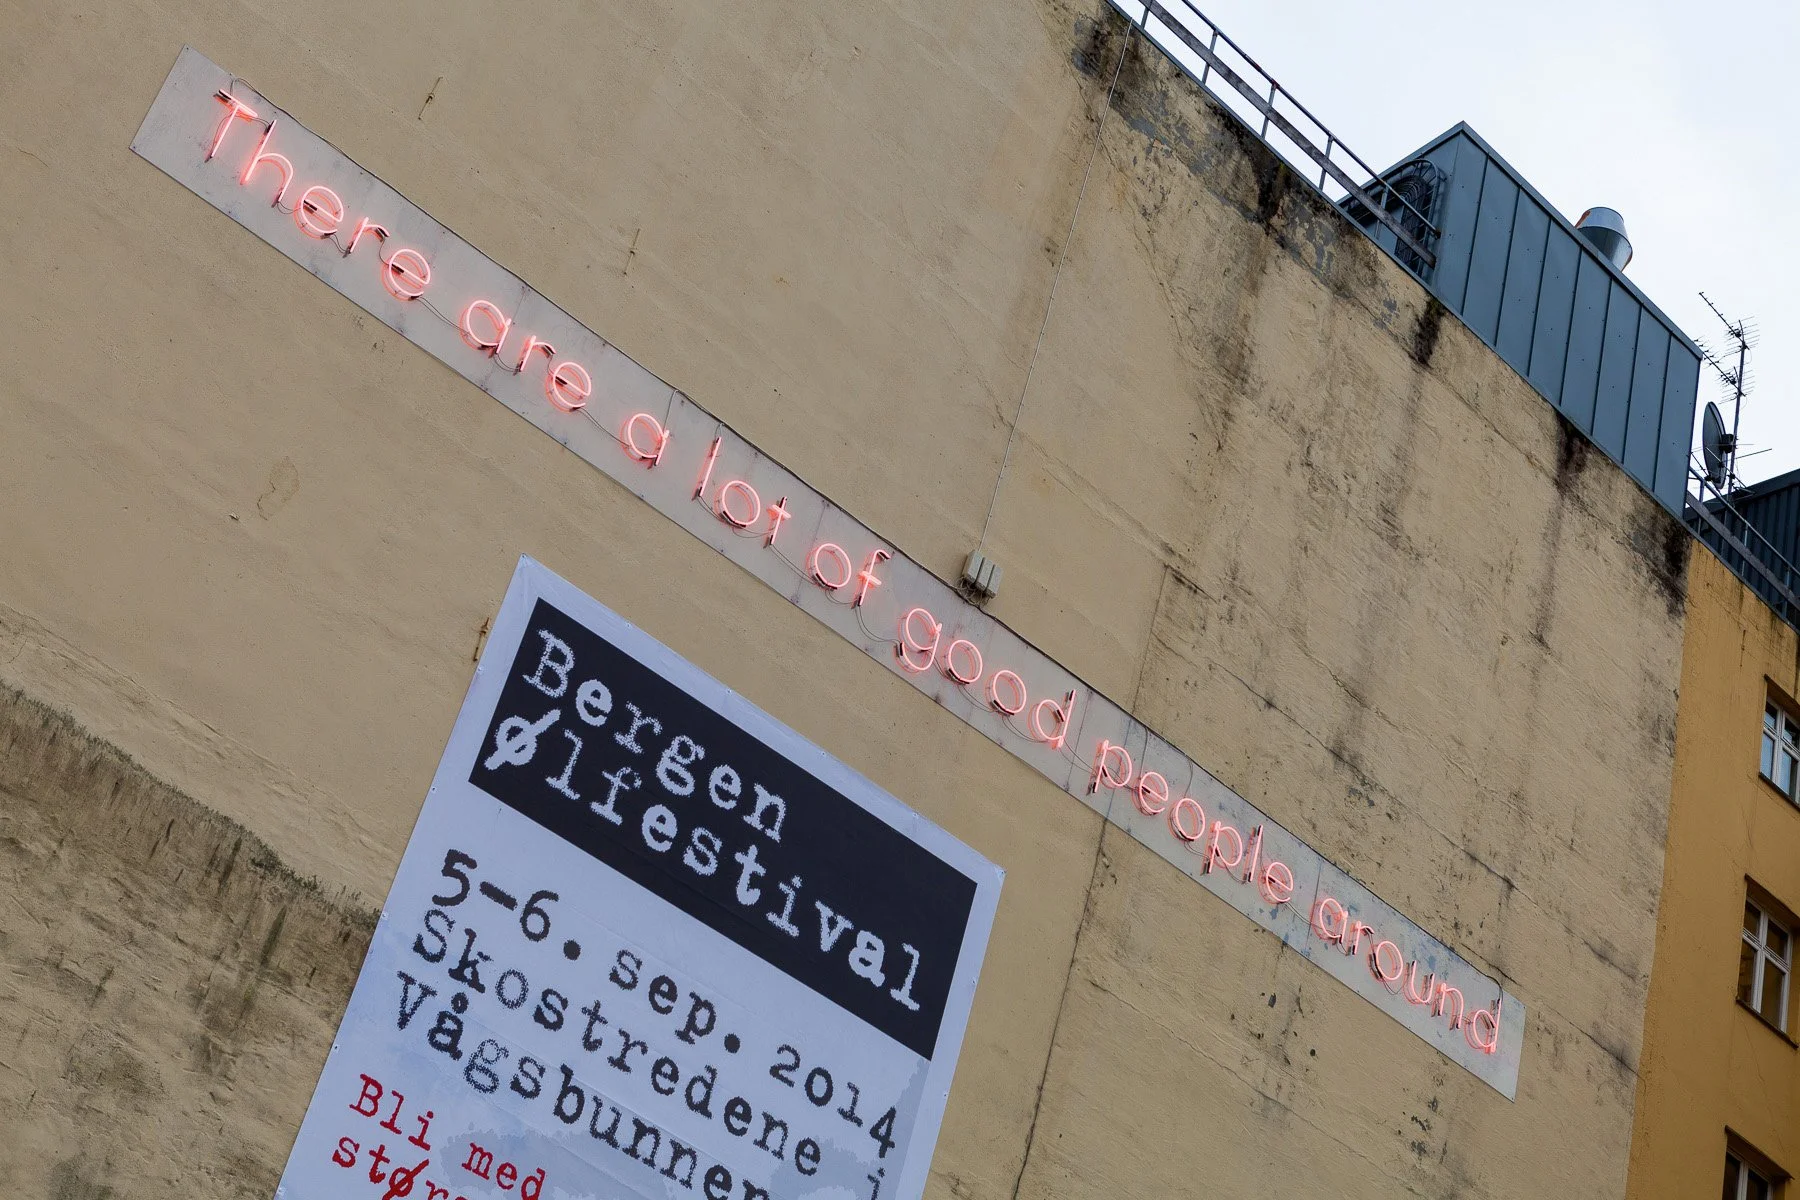 There are a lot of good people around
Bergen
Ølfestival
5-6. sep. 2014
Skostredene i
Vågsbunnen
Bli med